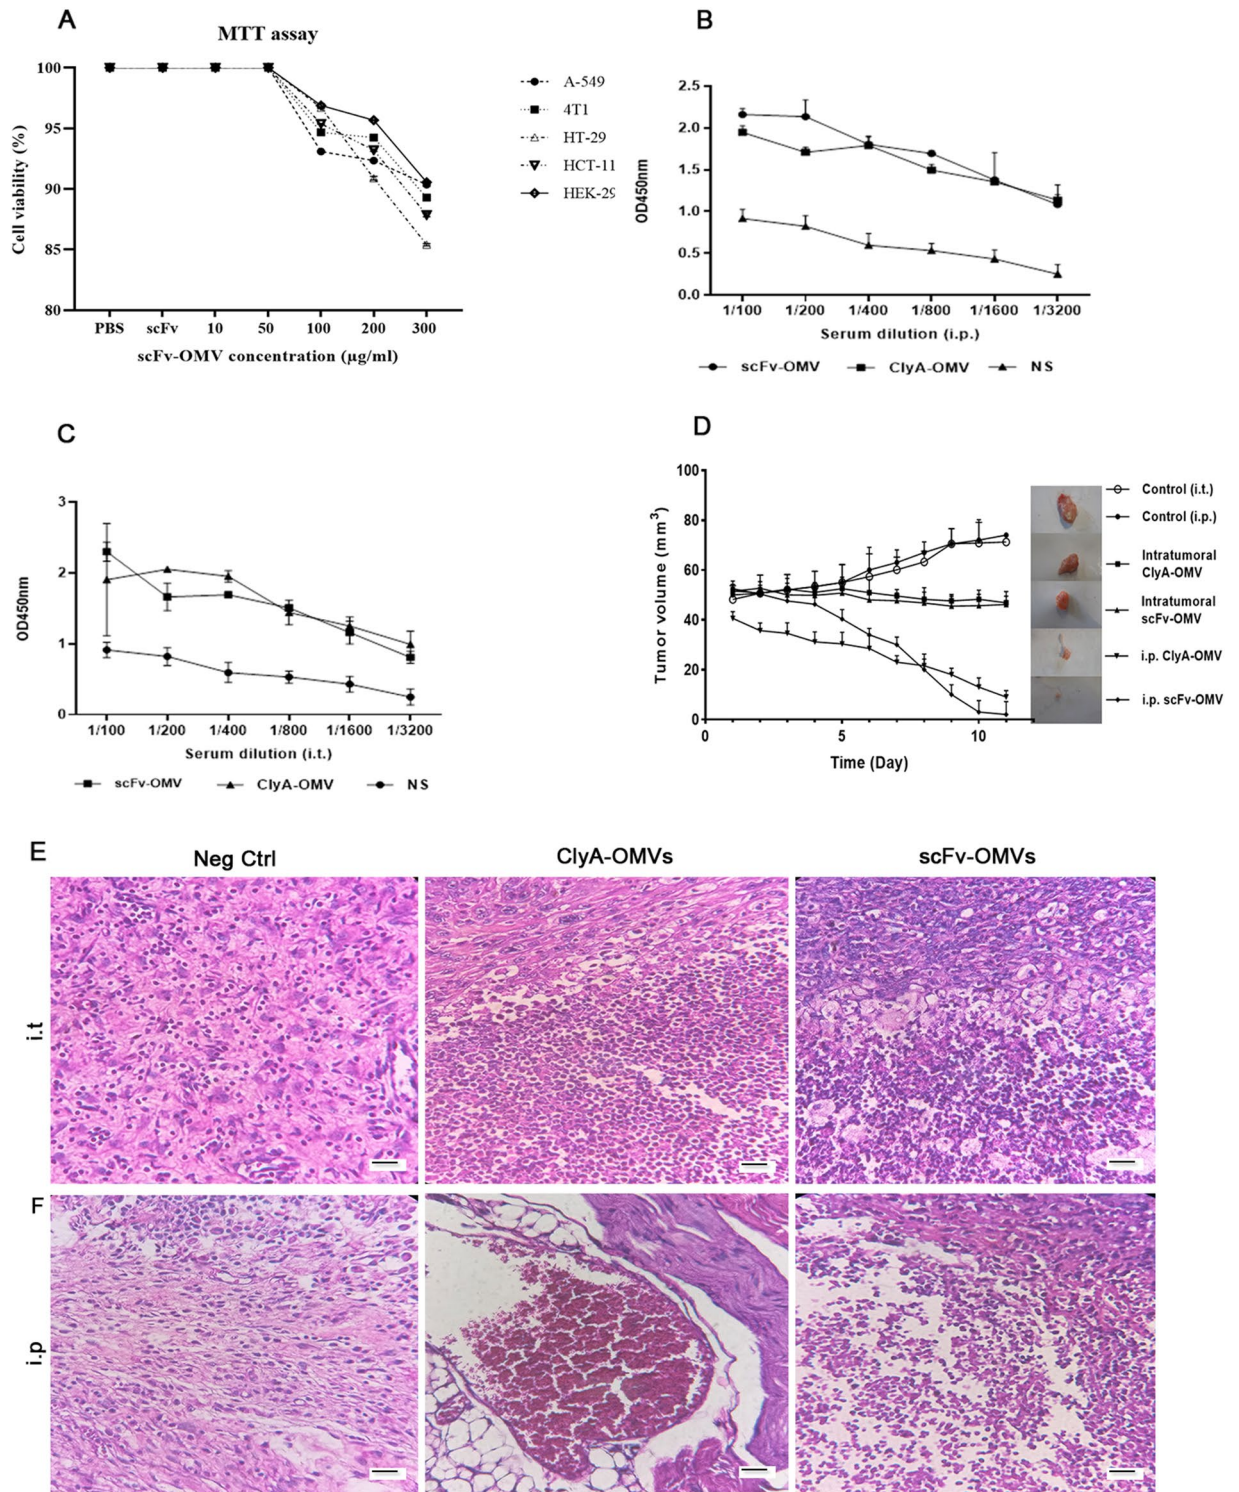 A
MTT assay
100
95
90
85
80
Cell viability (%)
PBS scFv 10 50 100 200 300
scFv-OMV concentration (µg/ml)
A-549
4T1
HT-29
HCT-11
HEK-29
B
2.5
2.0
1.5
1.0
0.5
0.0
OD450nm
1/100 1/200 1/400 1/800 1/1600 1/3200
Serum dilution (i.p.)
scFv-OMV ClyA-OMV NS
C
3
2
1
0
OD450nm
1/100 1/200 1/400 1/800 1/1600 1/3200
Serum dilution (i.t.)
scFv-OMV ClyA-OMV NS
D
100
80
60
40
20
0
Tumor volume (mm³)
0 5 10
Time (Day)
Control (i.t.)
Control (i.p.)
Intratumoral
ClyA-OMV
Intratumoral
scFv-OMV
i.p. ClyA-OMV
i.p. scFv-OMV
E
Neg Ctrl ClyA-OMVs scFv-OMVs
i.t
F
i.p